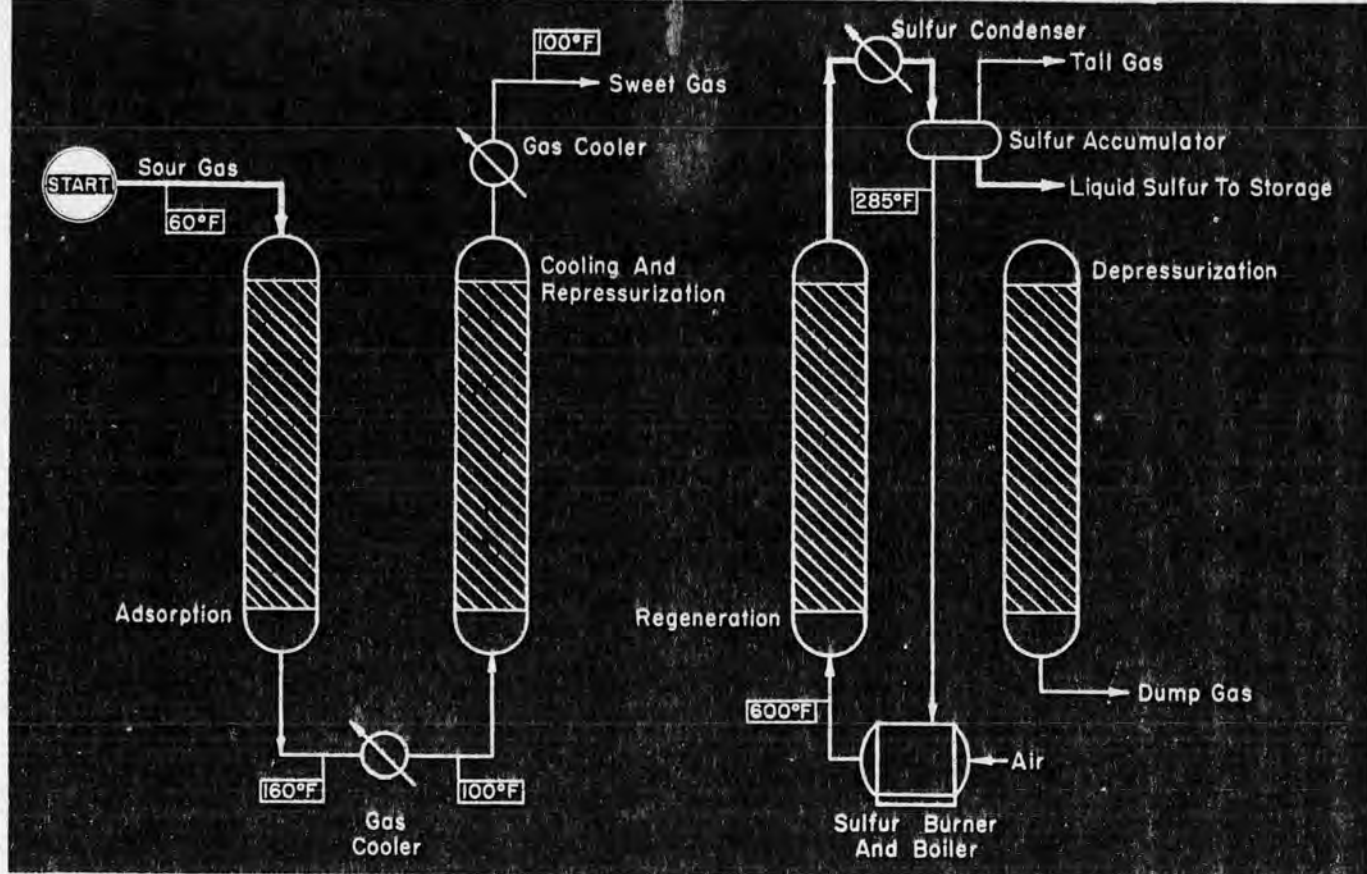 100°F
Sweet Gas
Gas Cooler
START
Sour Gas
60°F
Cooling And
Repressurization
Adsorption
160°F
100°F
Gas
Cooler
Sulfur Condenser
Tail Gas
Sulfur Accumulator
Liquid Sulfur To Storage
285°F
Depressurization
Regeneration
600°F
Dump Gas
Air
Sulfur Burner
And Boiler